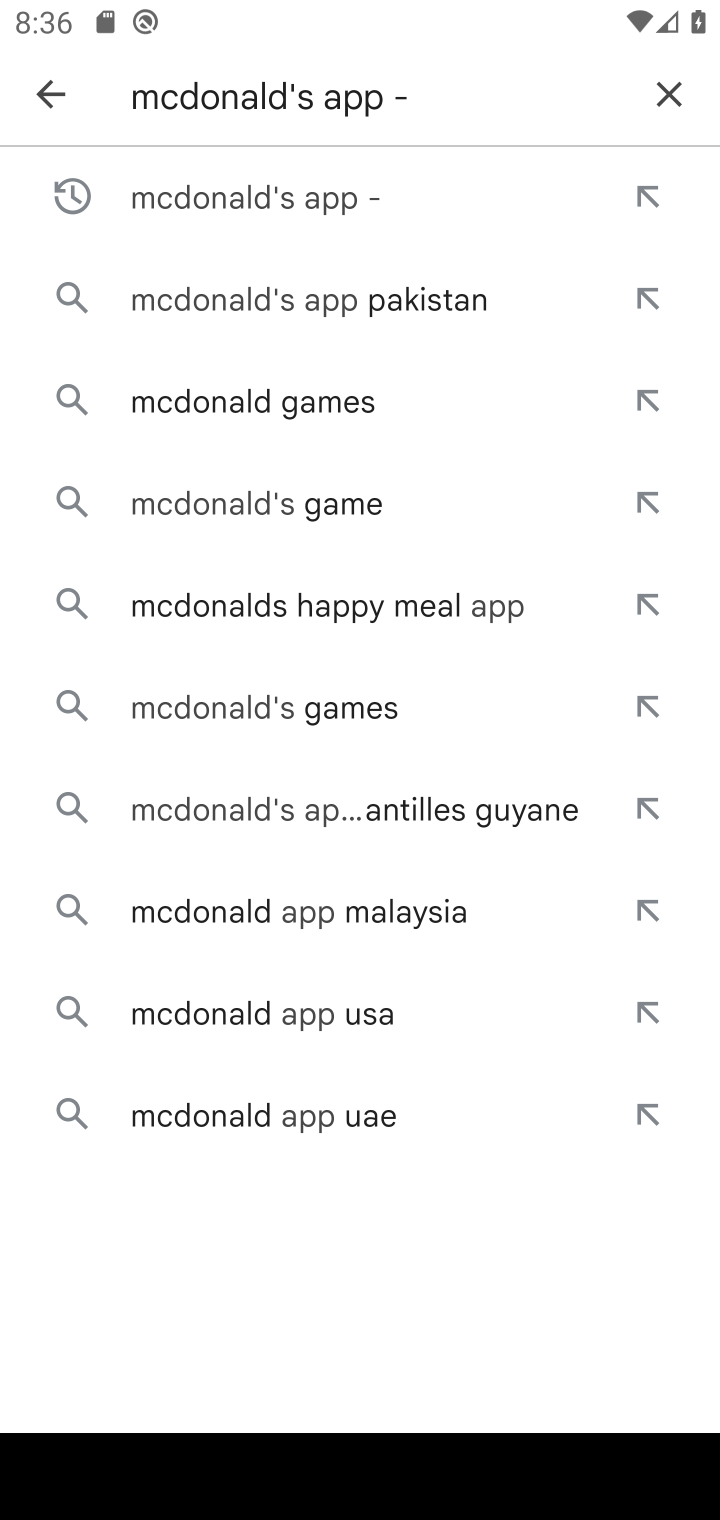 8:36
mcdonald's app -
mcdonald's app -
mcdonald's app pakistan
mcdonald games
mcdonald's game
mcdonalds happy meal app
mcdonald's games
mcdonald's ap...antilles guyane
mcdonald app malaysia
mcdonald app usa
mcdonald app uae